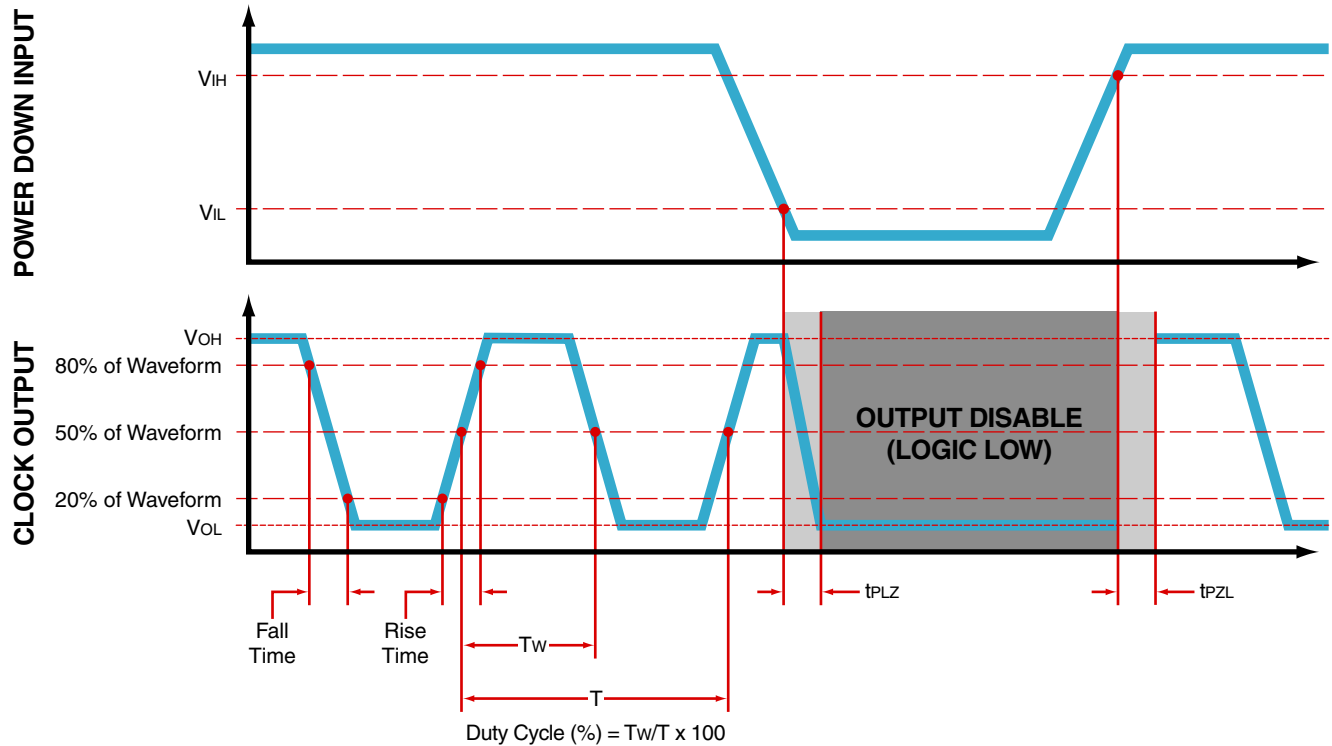 POWER DOWN INPUT
VIH
VIL
CLOCK OUTPUT
VOH
80% of Waveform
50% of Waveform
20% of Waveform
VOL
OUTPUT DISABLE
(LOGIC LOW)
Fall
Time
Rise
Time
tPLZ
tPZL
TW
T
Duty Cycle (%) = TW/T x 100